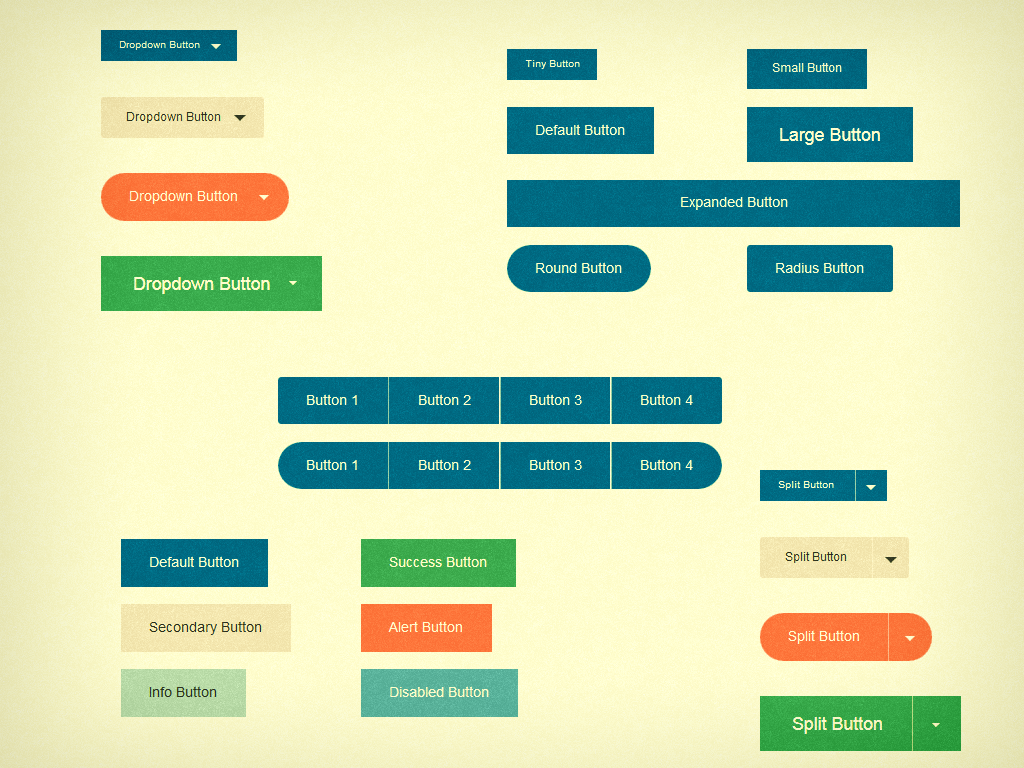 Dropdown Button
Dropdown Button
Dropdown Button
Dropdown Button
Tiny Button
Small Button
Default Button
Large Button
Expanded Button
Round Button
Radius Button
Button 1
Button 2
Button 3
Button 4
Button 1
Button 2
Button 3
Button 4
Default Button
Success Button
Secondary Button
Alert Button
Info Button
Disabled Button
Split Button
Split Button
Split Button
Split Button